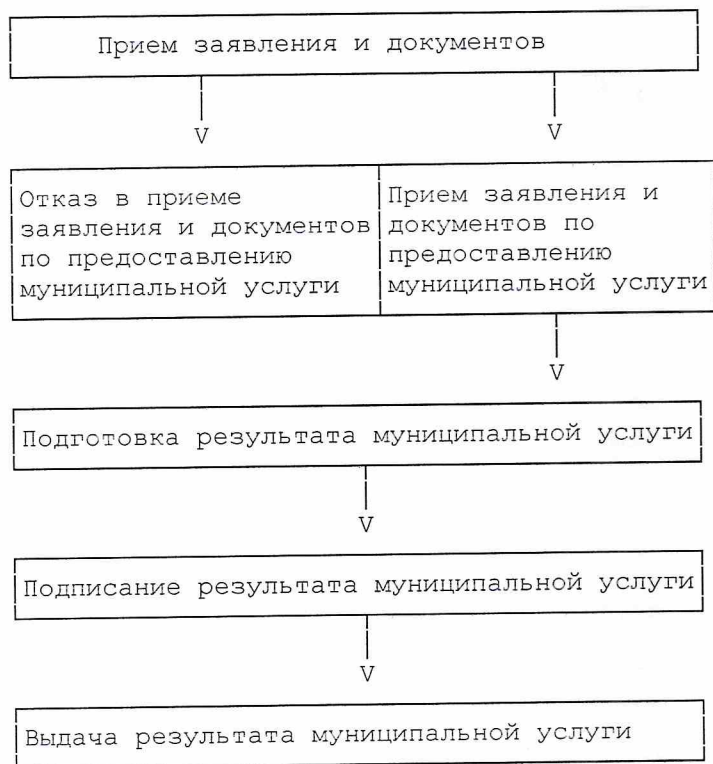 Прием заявления и документов
V
V
Отказ в приеме
заявления и документов
по предоставлению
муниципальной услуги
Прием заявления и
документов по
предоставлению
муниципальной услуги
V
Подготовка результата муниципальной услуги
V
Подписание результата муниципальной услуги
V
Выдача результата муниципальной услуги